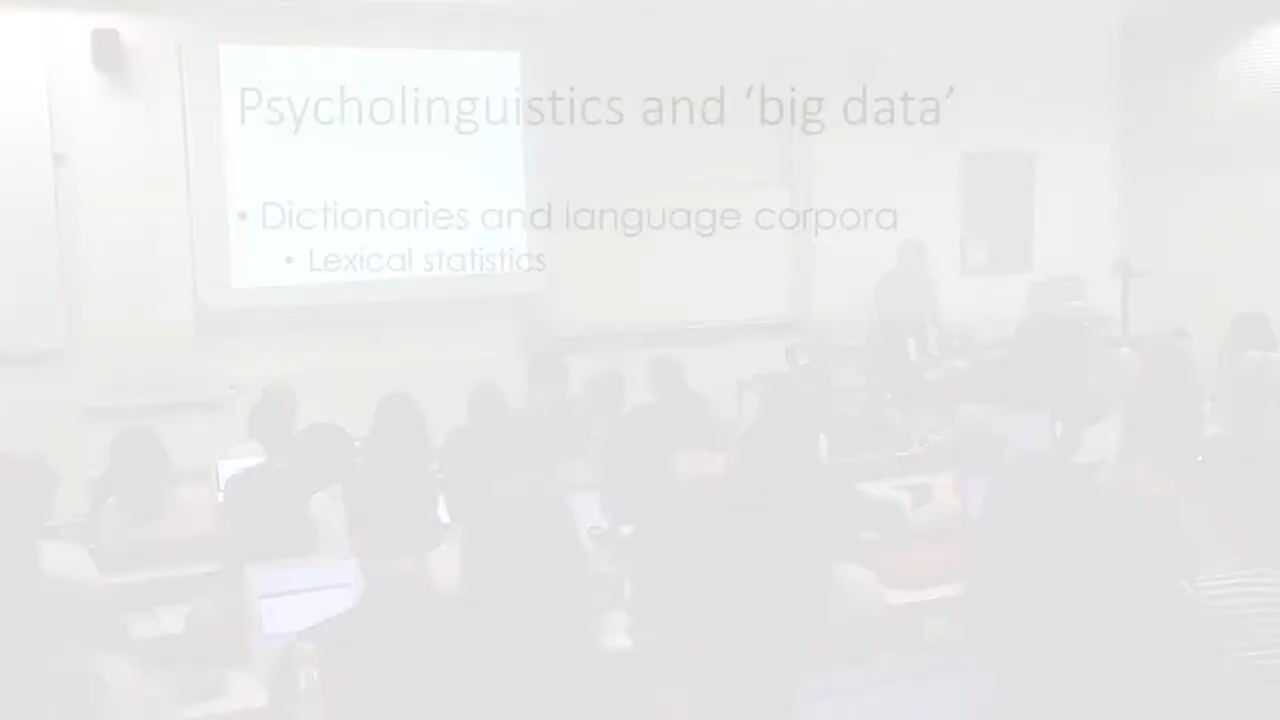 Psycholinguistics and ‘big data’
• Dictionaries and language corpora
• Lexical statistics